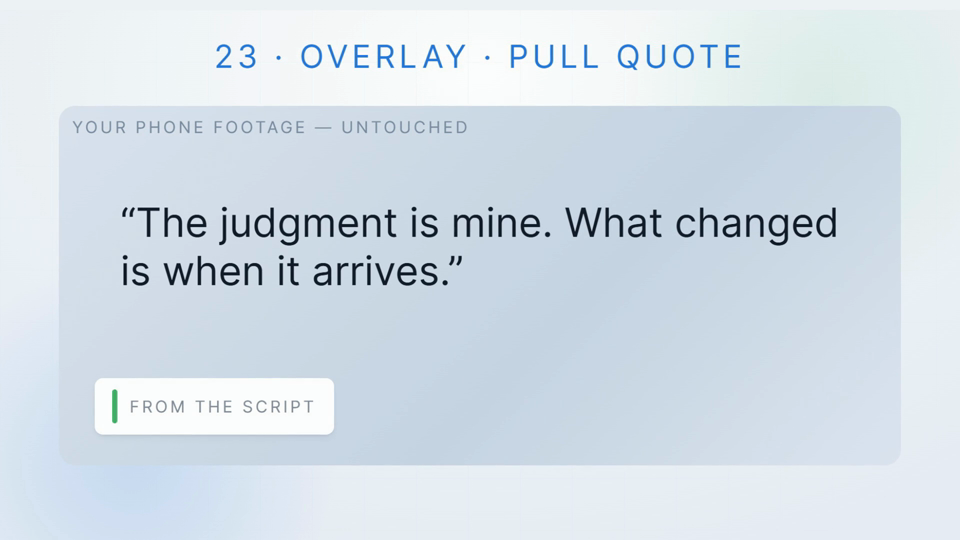 23 · OVERLAY · PULL QUOTE
YOUR PHONE FOOTAGE — UNTOUCHED
“The judgment is mine. What changed
is when it arrives.”
FROM THE SCRIPT